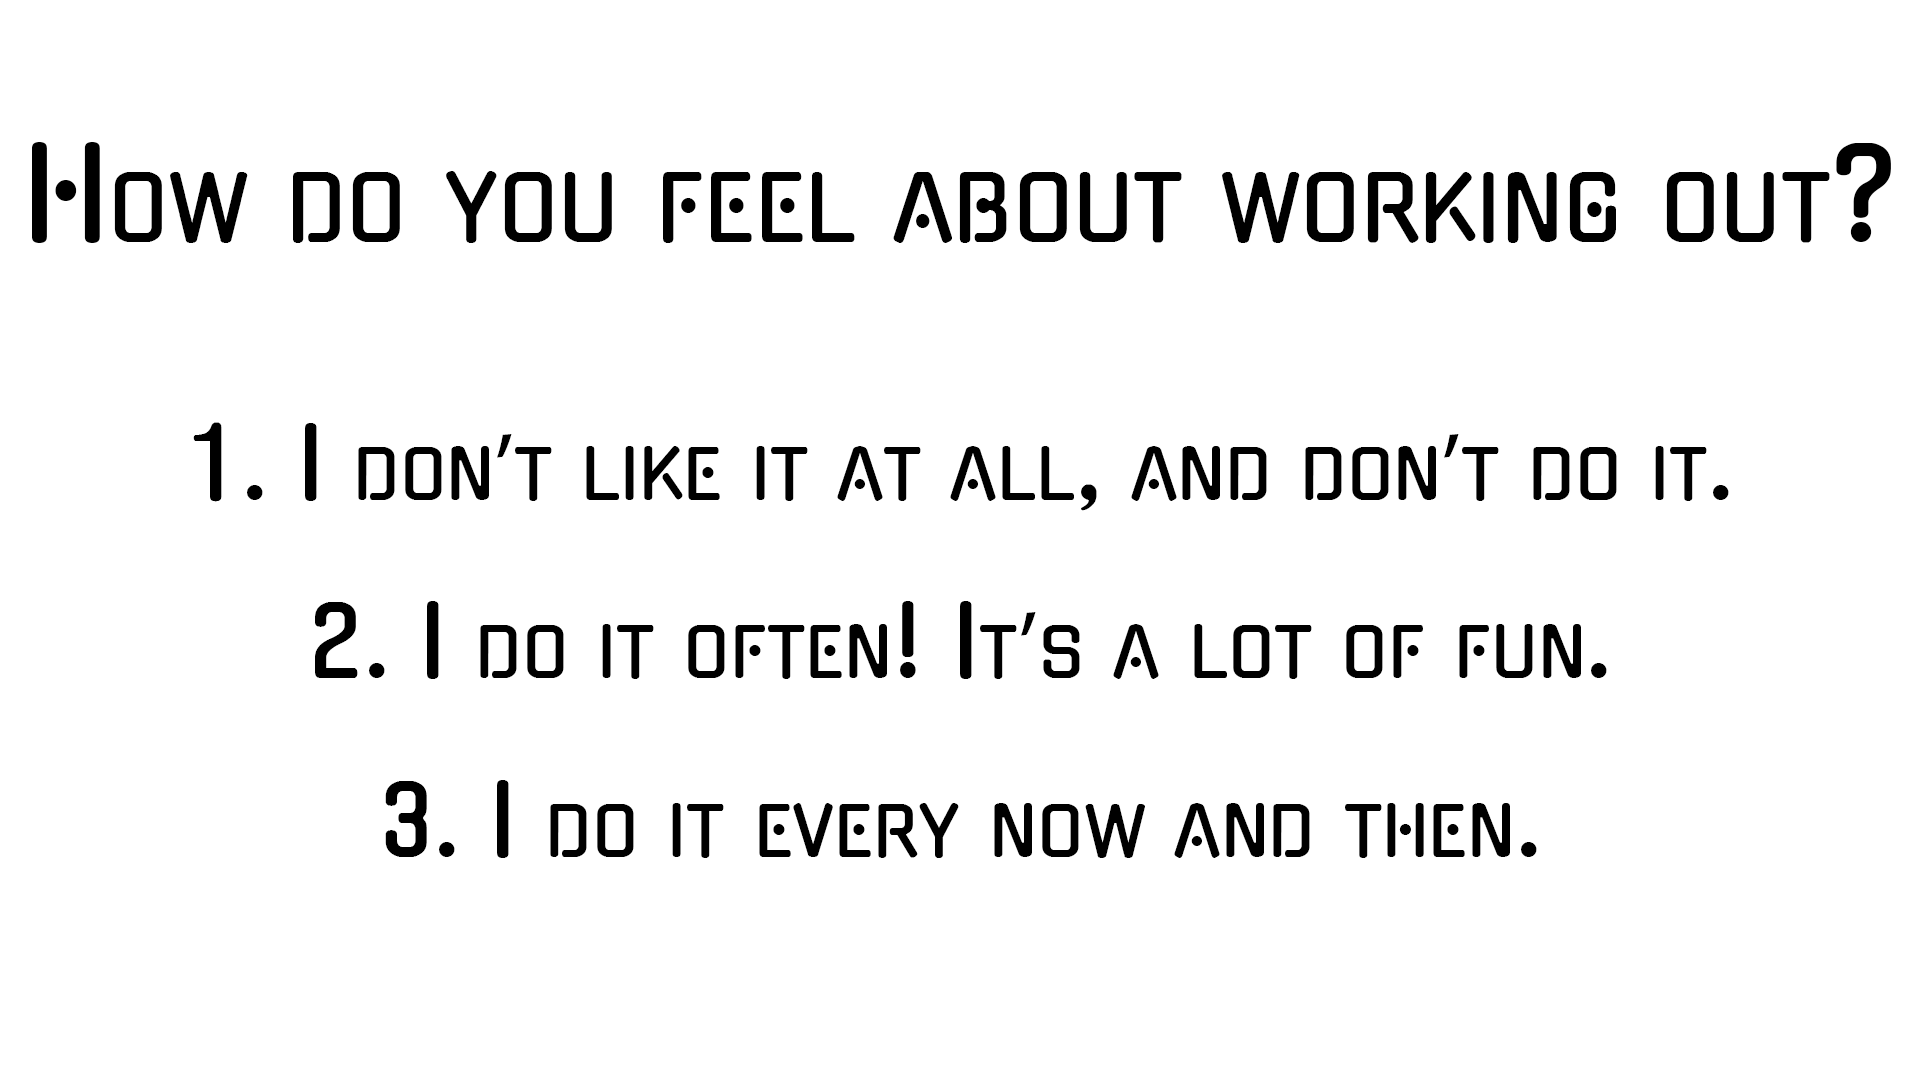 How do you feel about working out?
1. I don't like it at all, and don't do it.
2. I do it often! It's a lot of fun.
3. I do it every now and then.